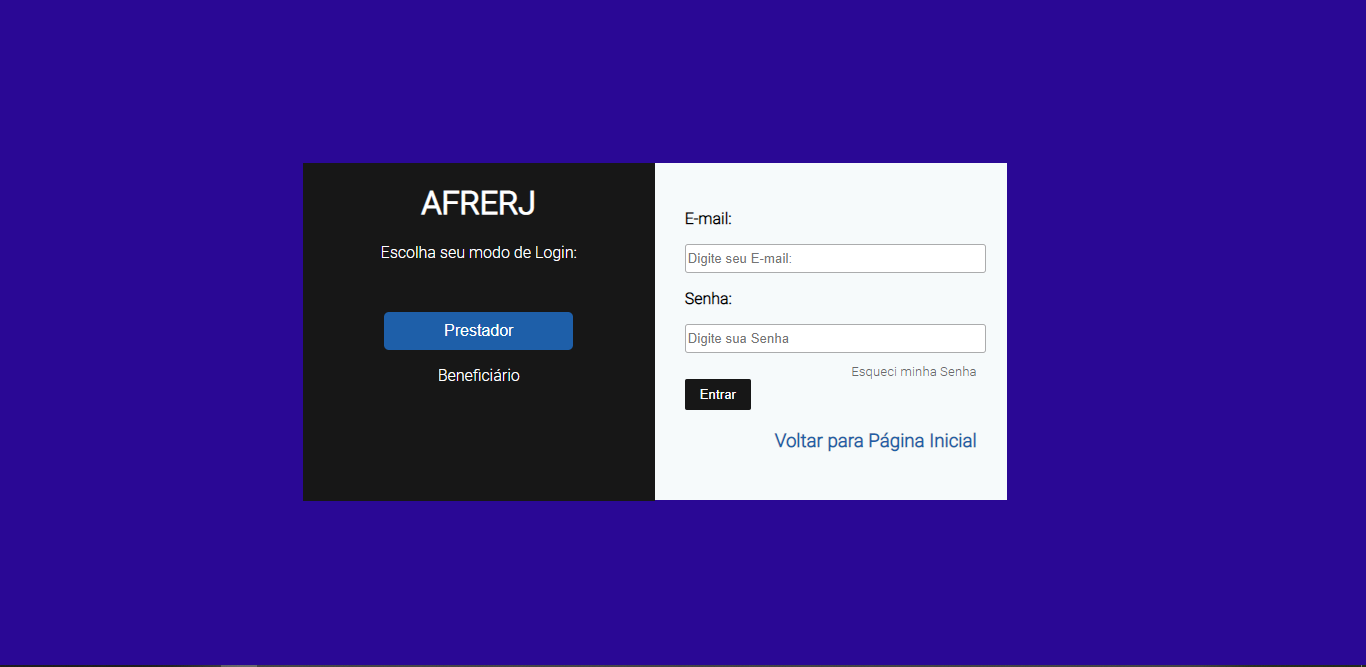 AFRERJ
Escolha seu modo de Login:
Prestador
Beneficiário
E-mail:
Digite seu E-mail:
Senha:
Digite sua Senha
Esqueci minha Senha
Entrar
Voltar para Página Inicial